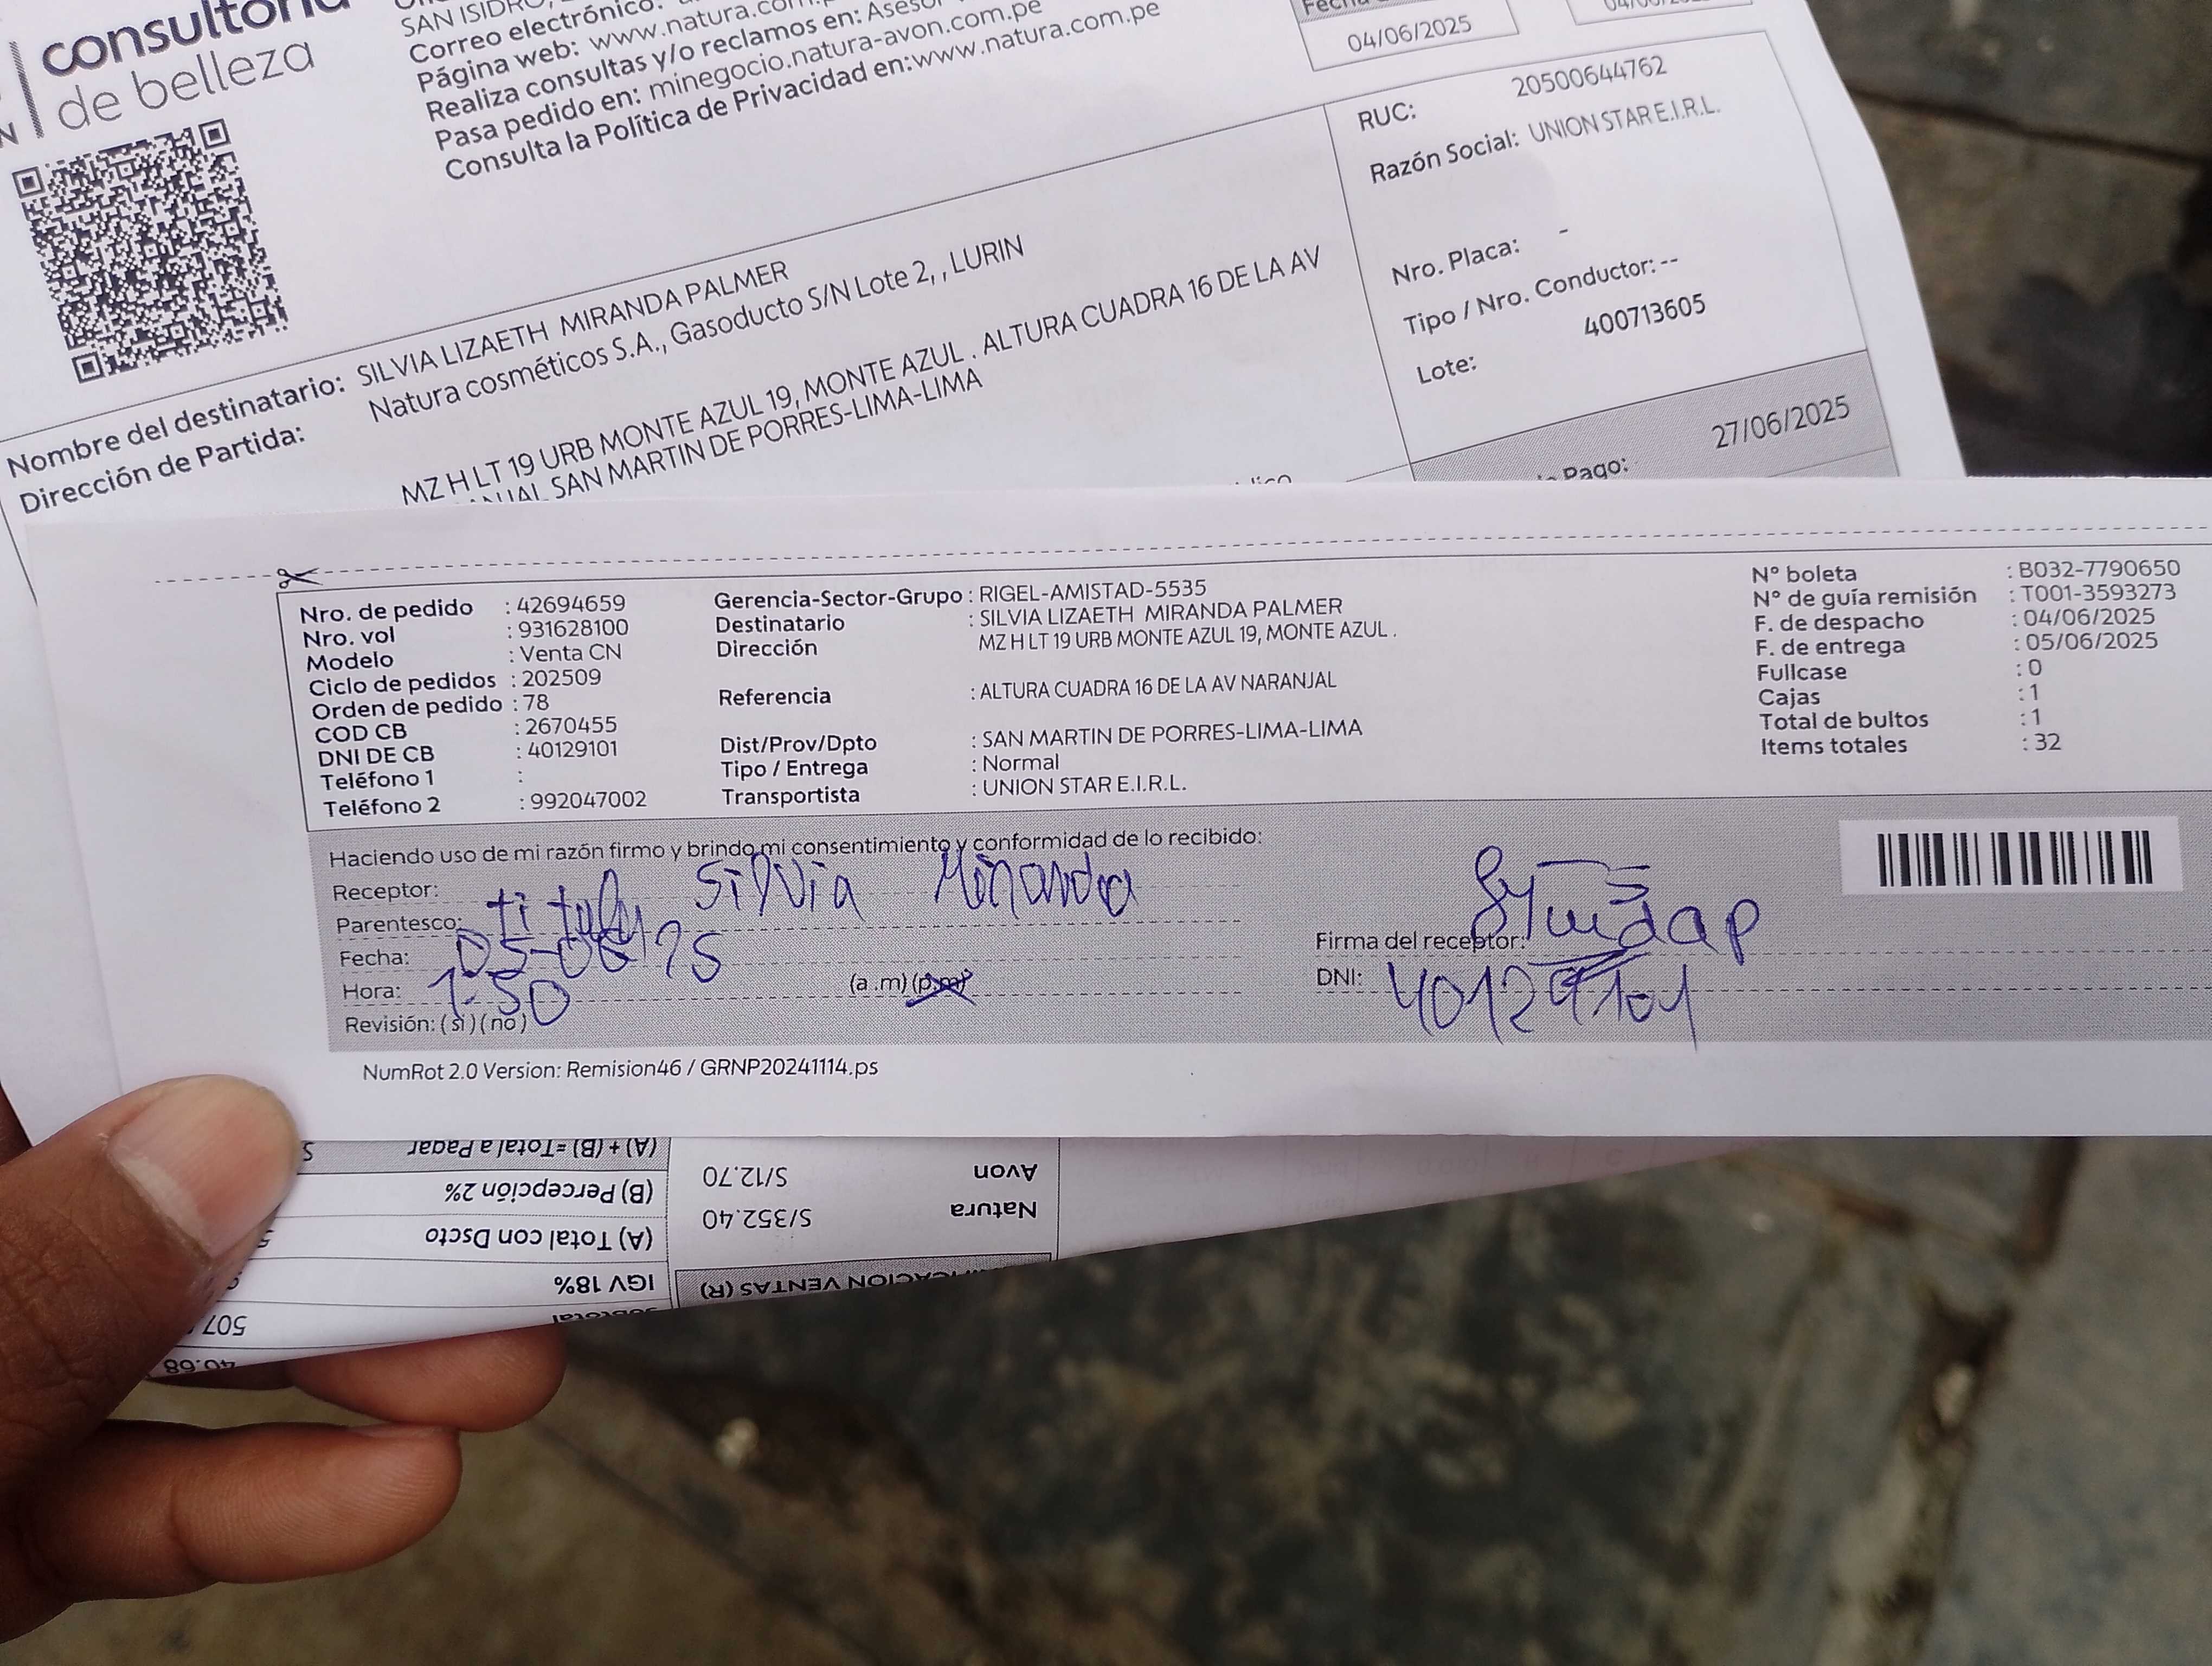 consultoría
de belleza
SAN ISIDRO,
Correo electrónico:
Página web: www.natura.com.
Realiza consultas y/o reclamos en: Aseso
Pasa pedido en: minegocio.natura-avon.com.pe
Consulta la Política de Privacidad en:www.natura.com.pe
04/06/2025
RUC: 20500644762
Razón Social: UNION STAR E.I.R.L.
Nro. Placa: -
Tipo / Nro. Conductor: --
Lote: 400713605
27/06/2025
Pago:
Nombre del destinatario: SILVIA LIZAETH MIRANDA PALMER
Dirección de Partida: Natura cosméticos S.A., Gasoducto S/N Lote 2, , LURIN
MZ H LT 19 URB MONTE AZUL 19, MONTE AZUL . ALTURA CUADRA 16 DE LA AV
SAN MARTIN DE PORRES-LIMA-LIMA
Nro. de pedido : 42694659
Nro. vol : 931628100
Modelo : Venta CN
Ciclo de pedidos : 202509
Orden de pedido : 78
COD CB : 2670455
DNI DE CB : 40129101
Teléfono 1 :
Teléfono 2 : 992047002
Gerencia-Sector-Grupo : RIGEL-AMISTAD-5535
Destinatario : SILVIA LIZAETH MIRANDA PALMER
Dirección MZ H LT 19 URB MONTE AZUL 19, MONTE AZUL .
Referencia : ALTURA CUADRA 16 DE LA AV NARANJAL
Dist/Prov/Dpto : SAN MARTIN DE PORRES-LIMA-LIMA
Tipo / Entrega : Normal
Transportista : UNION STAR E.I.R.L.
N° boleta : B032-7790650
N° de guía remisión : T001-3593273
F. de despacho : 04/06/2025
F. de entrega : 05/06/2025
Fullcase : 0
Cajas : 1
Total de bultos : 1
Items totales : 32
Haciendo uso de mi razón firmo y brindo mi consentimiento y conformidad de lo recibido:
Receptor: Silvia Miranda
Parentesco: titular
Fecha: 05-06-25
Hora: 1:50 (a .m) (p.m)
Revisión: (si) (no)
Firma del receptor:
DNI: 40129101
NumRot 2.0 Version: Remision46 / GRNP20241114.ps
(A) + (B) =Total a Pagar S
(B) Percepción 2%
(A) Total con Dscto
IGV 18%
Subtotal 507
40.68
Avon S/12.70
Natura S/352.40
VENTAS (R)